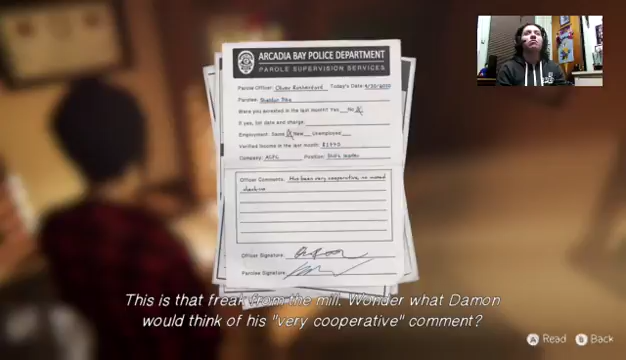 ARCADIA BAY POLICE DEPARTMENT
PAROLE SUPERVISION SERVICES
Parole Officer: Today's Date:
Parolee:
Were you arrested in the last month? Yes No
If yes, list date and charge:
Employment: Same New Unemployed
Verified income in the last month:
Company: Position:
Officer Comments: Has been very cooperative, no missed
check-ins
Officer Signature:
Parolee Signature:
This is that freak from the mill. Wonder what Damon
would think of his "very cooperative" comment?
A Read B Back